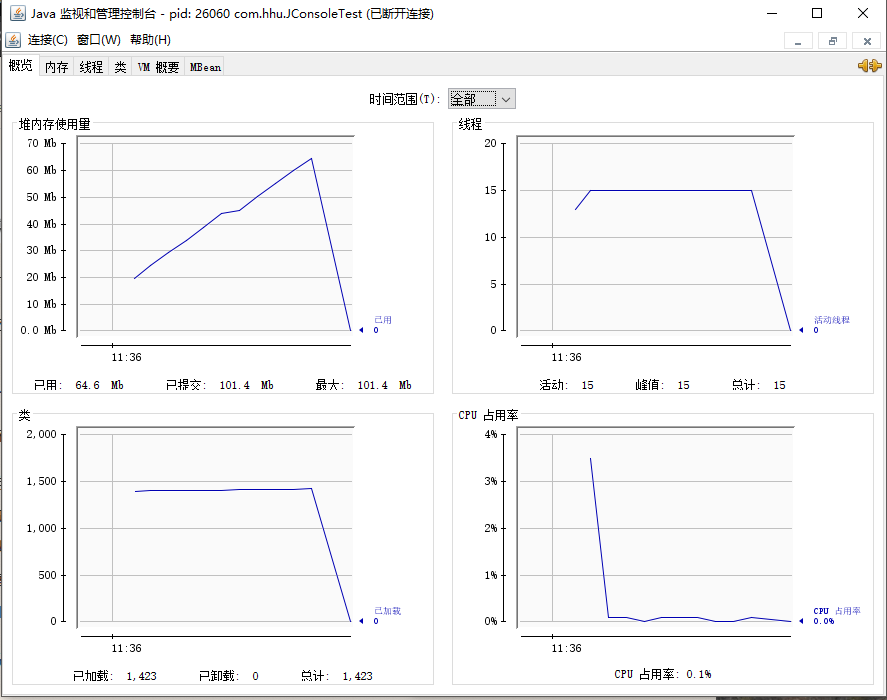 Java 监视和管理控制台 - pid: 26060 com.hhu.JConsoleTest (已断开连接)
连接(C) 窗口(W) 帮助(H)
概览 内存 线程 类 VM 概要 MBean
时间范围(T): 全部
堆内存使用量
70 Mb
60 Mb
50 Mb
40 Mb
30 Mb
20 Mb
10 Mb
0.0 Mb
已用
0
11:36
已用: 64.6 Mb 已提交: 101.4 Mb 最大: 101.4 Mb
线程
20
15
10
5
0
活动线程
0
11:36
活动: 15 峰值: 15 总计: 15
类
2,000
1,500
1,000
500
0
已加载
0
11:36
已加载: 1,423 已卸载: 0 总计: 1,423
CPU 占用率
4%
3%
2%
1%
0%
CPU 占用率
0.0%
11:36
CPU 占用率: 0.1%